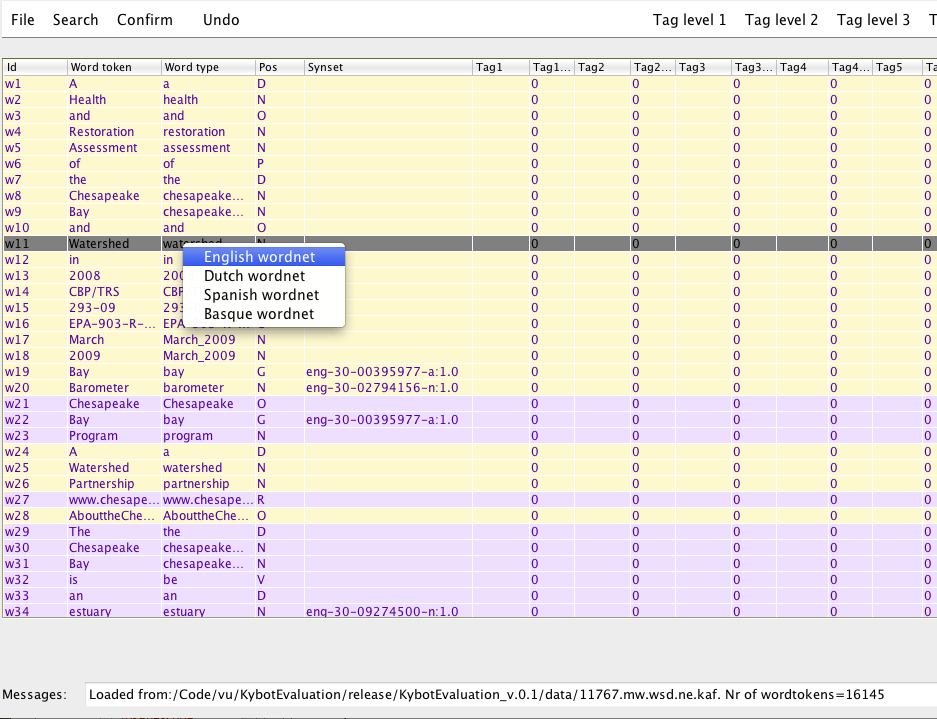 File Search Confirm Undo Tag level 1 Tag level 2 Tag level 3 T
Id Word token Word type Pos Synset Tag1 Tag1... Tag2 Tag2... Tag3 Tag3... Tag4 Tag4... Tag5 Ta
w1 A a D 0 0 0 0 0
w2 Health health N 0 0 0 0 0
w3 and and O 0 0 0 0 0
w4 Restoration restoration N 0 0 0 0 0
w5 Assessment assessment N 0 0 0 0 0
w6 of of P 0 0 0 0 0
w7 the the D 0 0 0 0 0
w8 Chesapeake chesapeake... N 0 0 0 0 0
w9 Bay chesapeake... N 0 0 0 0 0
w10 and and O 0 0 0 0 0
w11 Watershed watershed N 0 0 0 0 0
English wordnet
Dutch wordnet
Spanish wordnet
Basque wordnet
w12 in in 0 0 0 0 0
w13 2008 200 0 0 0 0 0
w14 CBP/TRS CBP 0 0 0 0 0
w15 293-09 293 0 0 0 0 0
w16 EPA-903-R-... EPA 0 0 0 0 0
w17 March March_2009 N 0 0 0 0 0
w18 2009 March_2009 N 0 0 0 0 0
w19 Bay bay G eng-30-00395977-a:1.0 0 0 0 0 0
w20 Barometer barometer N eng-30-02794156-n:1.0 0 0 0 0 0
w21 Chesapeake Chesapeake O 0 0 0 0 0
w22 Bay bay G eng-30-00395977-a:1.0 0 0 0 0 0
w23 Program program N 0 0 0 0 0
w24 A a D 0 0 0 0 0
w25 Watershed watershed N 0 0 0 0 0
w26 Partnership partnership N 0 0 0 0 0
w27 www.chesape... www.chesape... R 0 0 0 0 0
w28 AbouttheChe... AbouttheChe... O 0 0 0 0 0
w29 The the D 0 0 0 0 0
w30 Chesapeake chesapeake... N 0 0 0 0 0
w31 Bay chesapeake... N 0 0 0 0 0
w32 is be V 0 0 0 0 0
w33 an an D 0 0 0 0 0
w34 estuary estuary N eng-30-09274500-n:1.0 0 0 0 0 0
Messages: Loaded from:/Code/vu/KybotEvaluation/release/KybotEvaluation_v.0.1/data/11767.mw.wsd.ne.kaf. Nr of wordtokens=16145